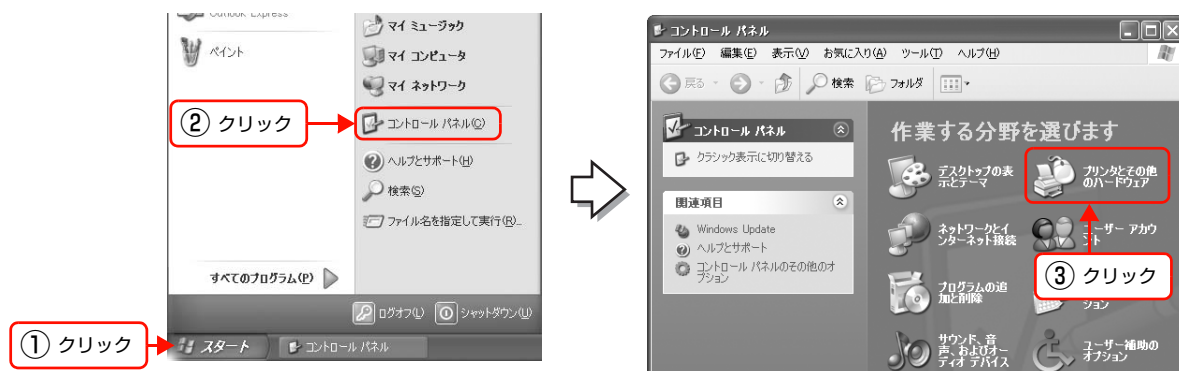 Outlook Express
ペイント
すべてのプログラム(P)
マイ ミュージック
マイ コンピュータ
マイ ネットワーク
コントロール パネル(C)
ヘルプとサポート(H)
検索(S)
ファイル名を指定して実行(R)...
ログオフ(L)
シャットダウン(U)
スタート
コントロール パネル
① クリック
② クリック
コントロール パネル
ファイル(F) 編集(E) 表示(V) お気に入り(A) ツール(T) ヘルプ(H)
戻る
検索
フォルダ
コントロール パネル
クラシック表示に切り替える
関連項目
Windows Update
ヘルプとサポート
コントロール パネルのその他のオ
プション
作業する分野を選びます
デスクトップの表
示とテーマ
プリンタとその他
のハードウェア
ネットワークとイ
ンターネット接続
ユーザー アカウ
ント
③ クリック
プログラムの追
加と削除
ション
サウンド、音
声、およびオー
ディオ デバイス
ユーザー補助の
オプション